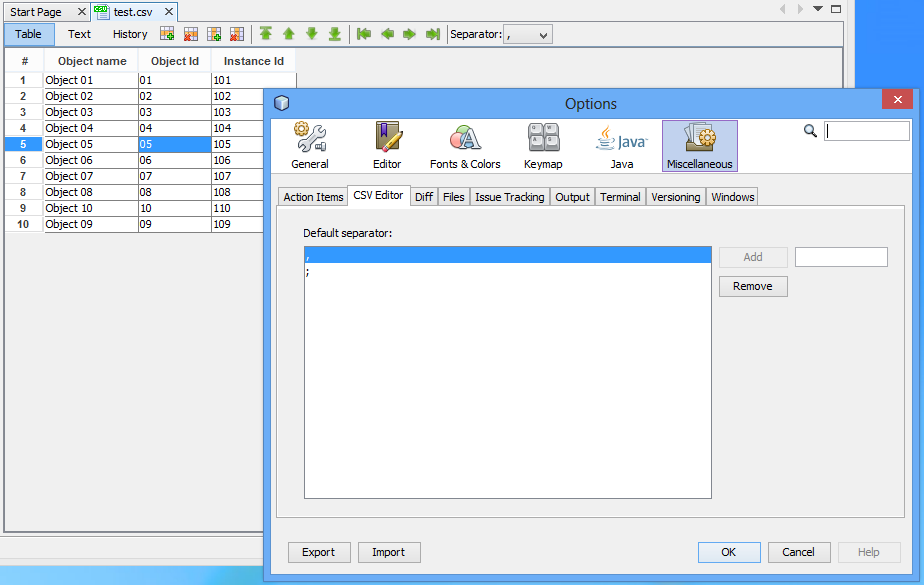 Start Page
test.csv
Table Text History Separator: ,
# Object name Object Id Instance Id
1 Object 01 01 101
2 Object 02 02 102
3 Object 03 03 103
4 Object 04 04 104
5 Object 05 05 105
6 Object 06 06 106
7 Object 07 07 107
8 Object 08 08 108
9 Object 10 10 110
10 Object 09 09 109
Options
General Editor Fonts & Colors Keymap Java Miscellaneous
Java
Action Items CSV Editor Diff Files Issue Tracking Output Terminal Versioning Windows
Default separator:
,
;
Add
Remove
Export Import OK Cancel Help